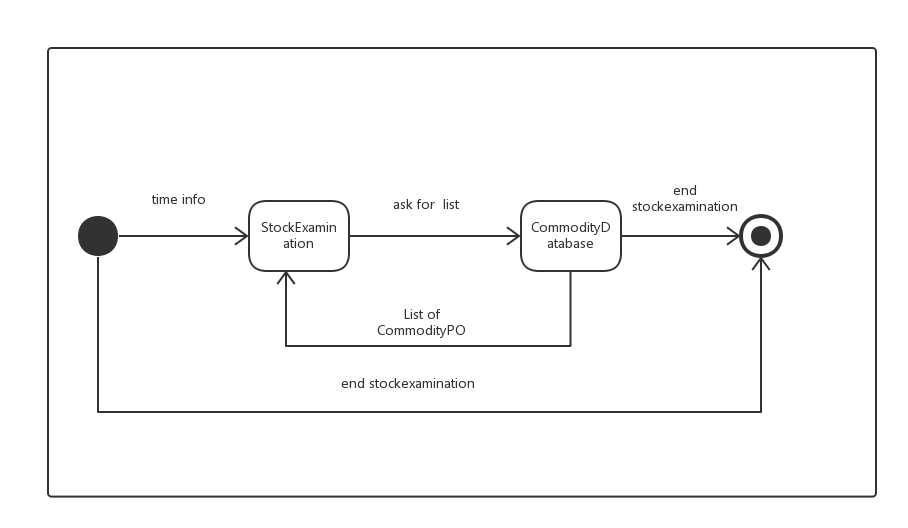 time info
StockExamin
ation
ask for  list
CommodityD
atabase
end
stockexamination
List of
CommodityPO
end stockexamination